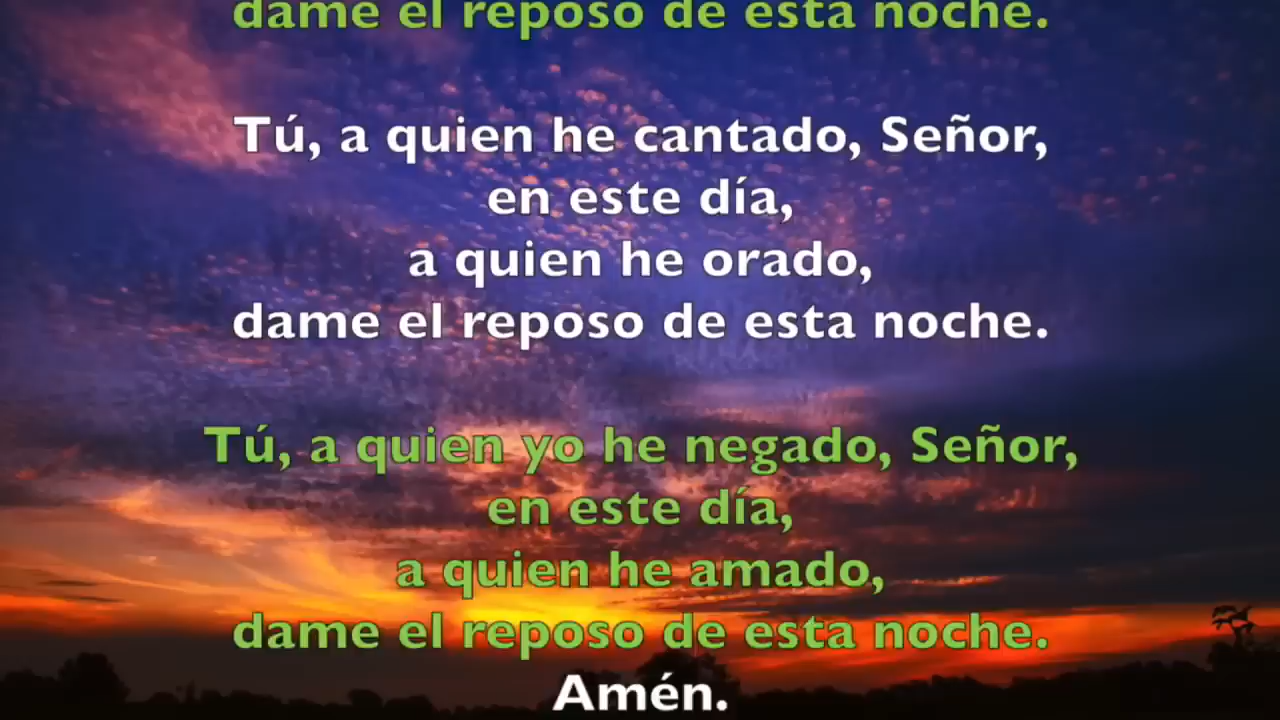 dame el reposo de esta noche.
Tú, a quien he cantado, Señor,
en este día,
a quien he orado,
dame el reposo de esta noche.
Tú, a quien yo he negado, Señor,
en este día,
a quien he amado,
dame el reposo de esta noche.
Amén.